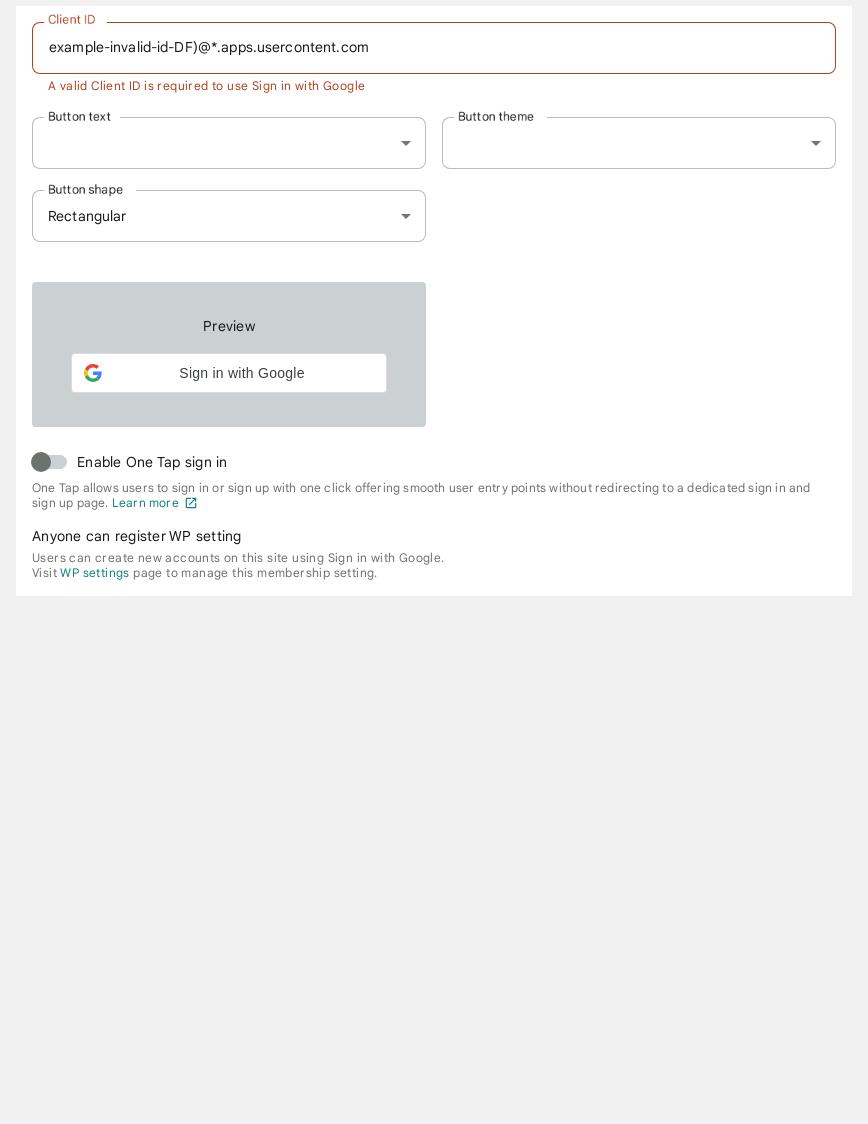 Client ID
example-invalid-id-DF)@*.apps.usercontent.com
A valid Client ID is required to use Sign in with Google
Button text
Button theme
Button shape
Rectangular
Preview
Sign in with Google
Enable One Tap sign in
One Tap allows users to sign in or sign up with one click offering smooth user entry points without redirecting to a dedicated sign in and
sign up page. Learn more
Anyone can register WP setting
Users can create new accounts on this site using Sign in with Google.
Visit WP settings page to manage this membership setting.